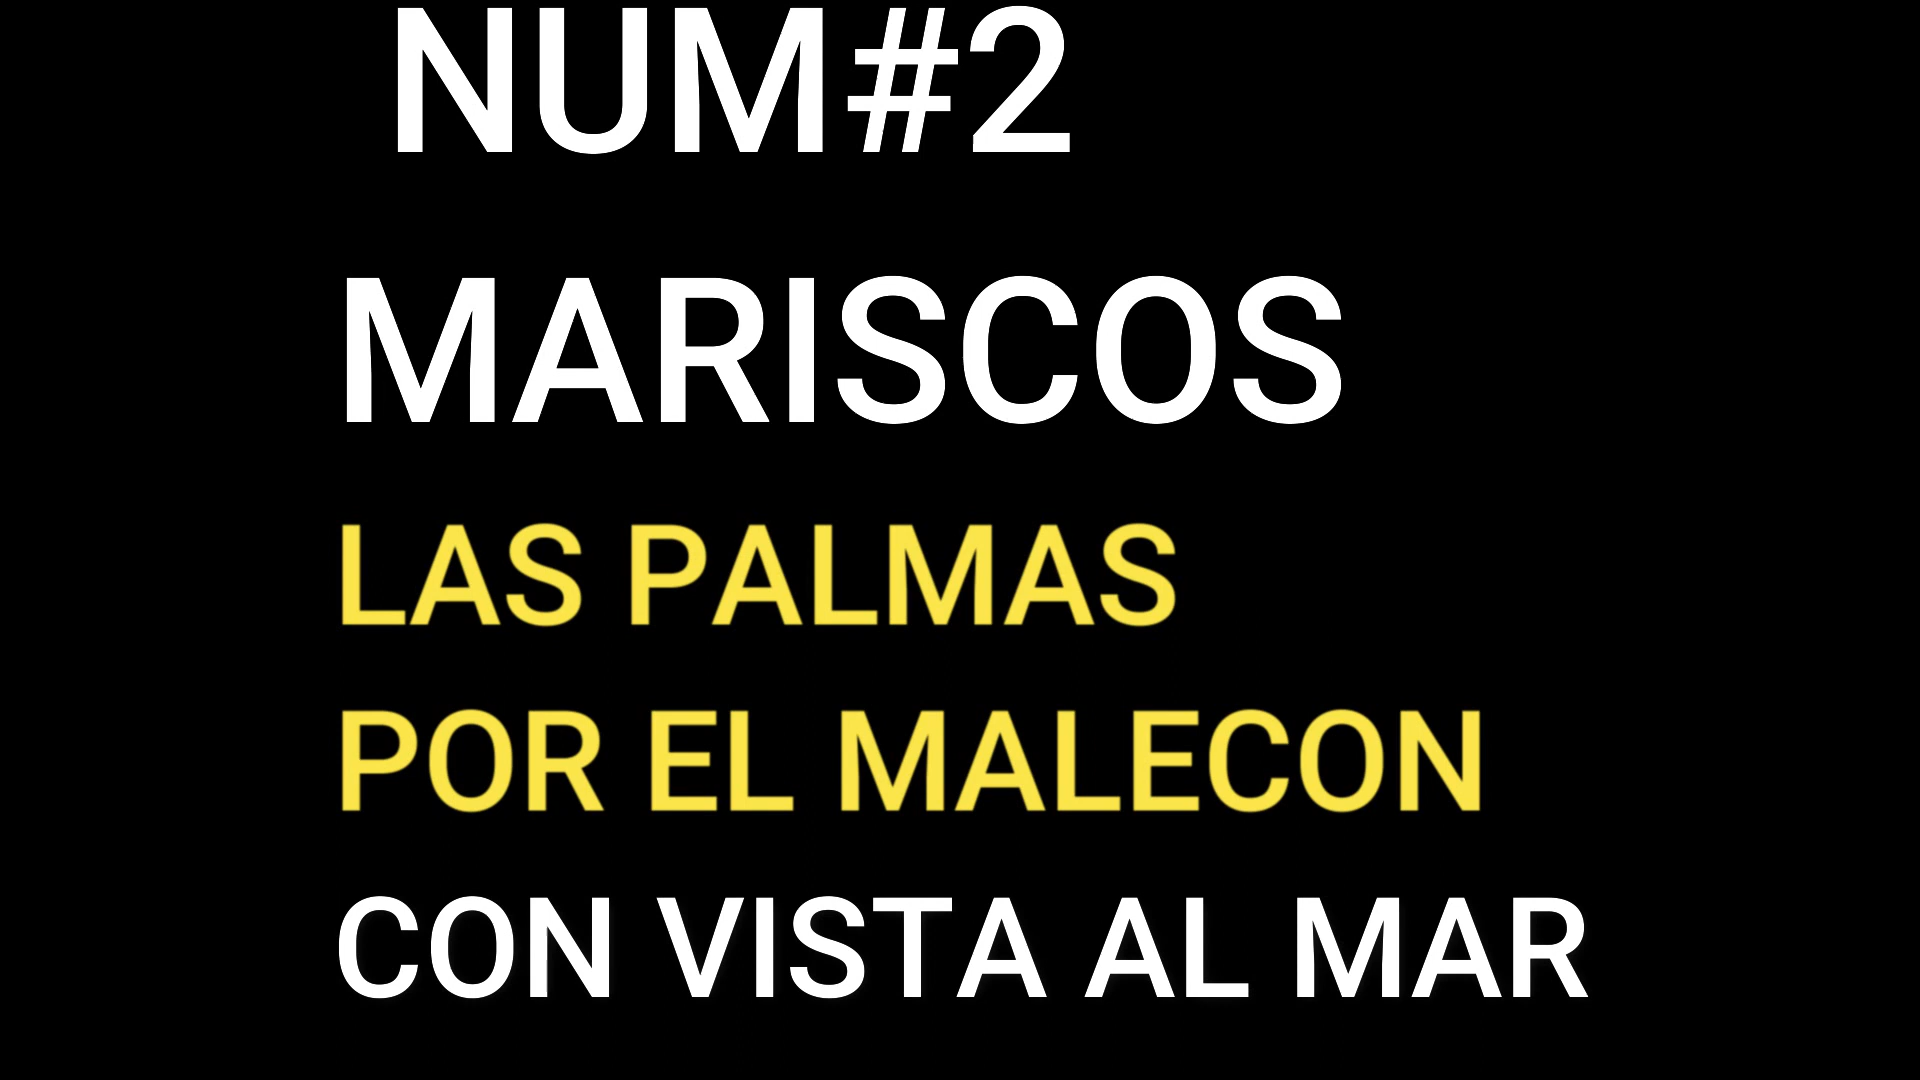 NUM#2
MARISCOS
LAS PALMAS
POR EL MALECON
CON VISTA AL MAR